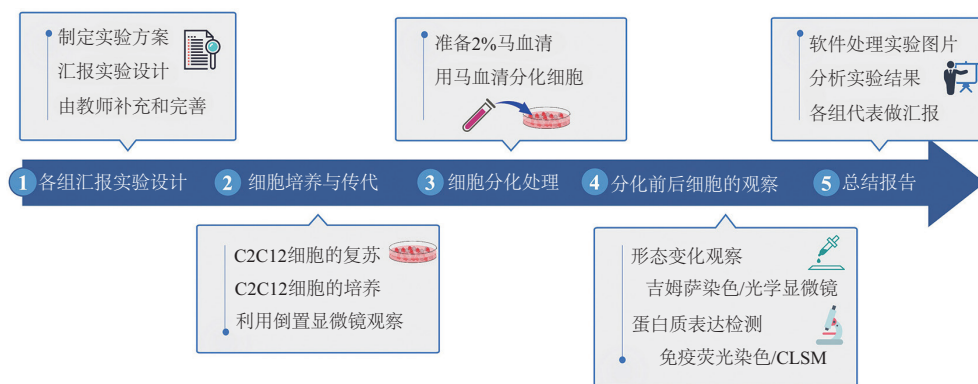 制定实验方案
汇报实验设计
由教师补充和完善
准备2%马血清
用马血清分化细胞
软件处理实验图片
分析实验结果
各组代表做汇报
1 各组汇报实验设计
2 细胞培养与传代
3 细胞分化处理
4 分化前后细胞的观察
5 总结报告
C2C12细胞的复苏
C2C12细胞的培养
利用倒置显微镜观察
形态变化观察
吉姆萨染色/光学显微镜
蛋白质表达检测
免疫荧光染色/CLSM